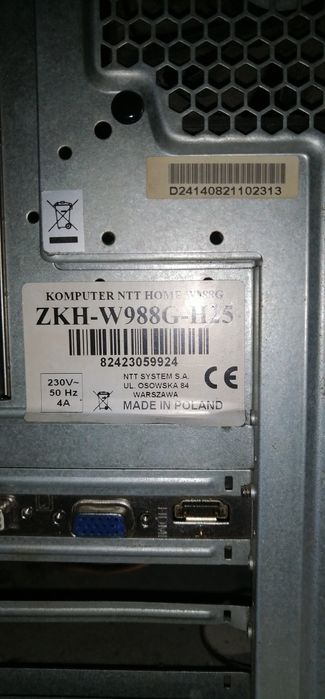 D24140821102313
KOMPUTER NTT HOME W988G
ZKH-W988G-H25
82423059924
230V~
50 Hz
4A
NTT SYSTEM S.A.
UL. OSOWSKA 84
WARSZAWA
MADE IN POLAND
CE